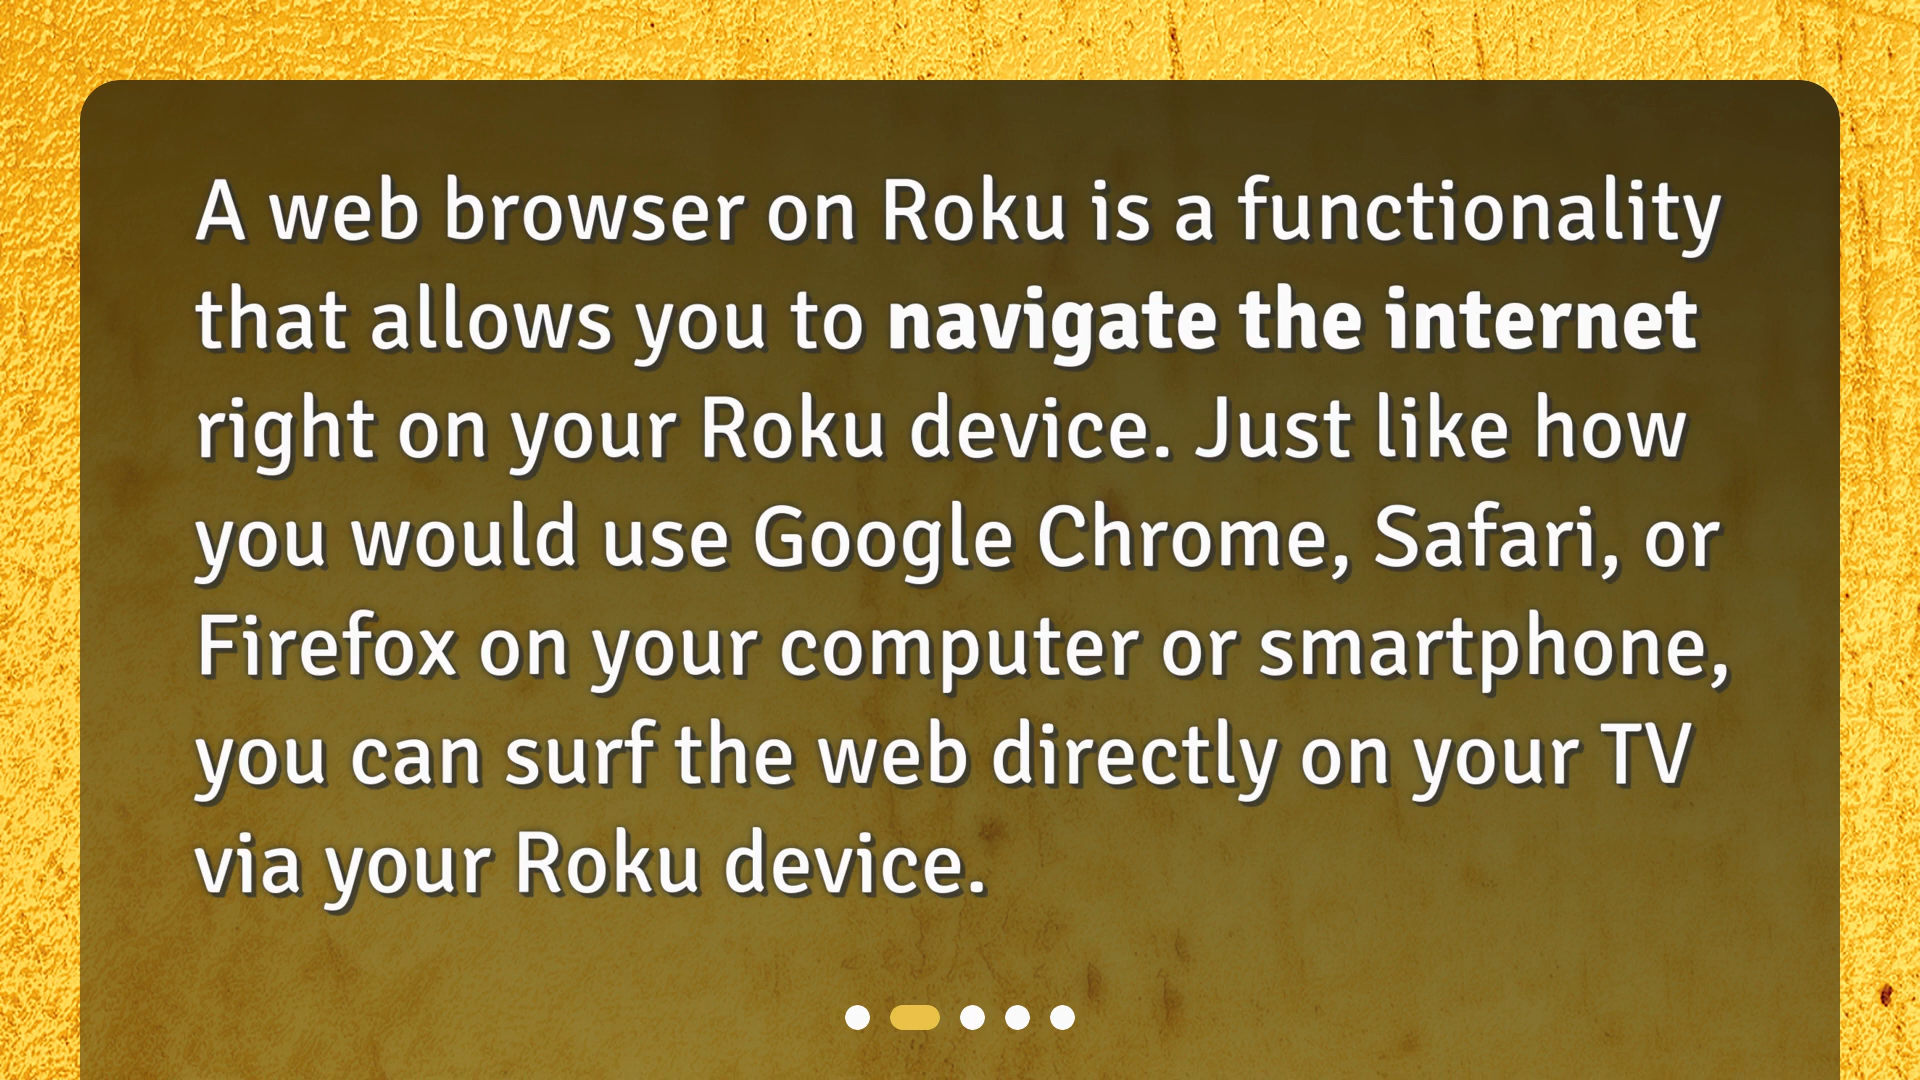 A web browser on Roku is a functionality
that allows you to navigate the internet
right on your Roku device. Just like how
you would use Google Chrome, Safari, or
Firefox on your computer or smartphone,
you can surf the web directly on your TV
via your Roku device.